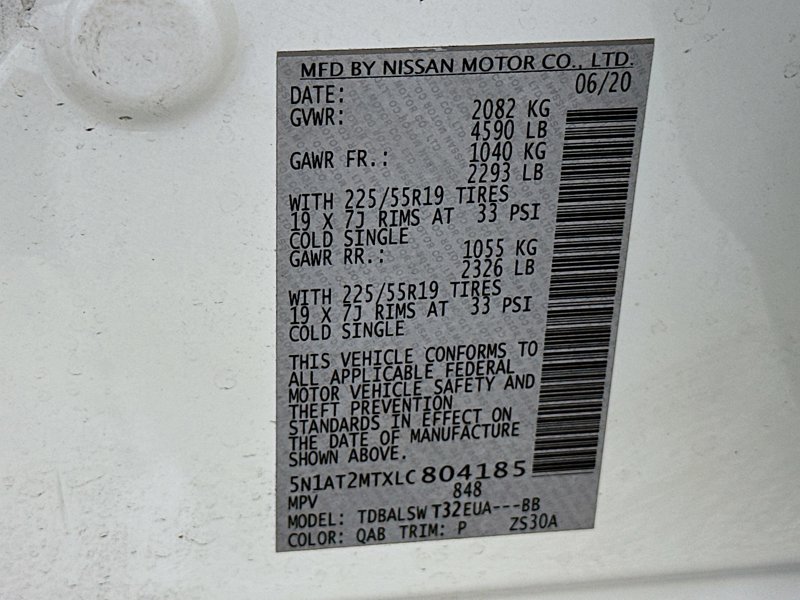 MFD BY NISSAN MOTOR CO., LTD.
DATE: 06/20
GVWR: 2082 KG
4590 LB
GAWR FR.: 1040 KG
2293 LB
WITH 225/55R19 TIRES
19 X 7J RIMS AT 33 PSI
COLD SINGLE
GAWR RR.: 1055 KG
2326 LB
WITH 225/55R19 TIRES
19 X 7J RIMS AT 33 PSI
COLD SINGLE
THIS VEHICLE CONFORMS TO
ALL APPLICABLE FEDERAL
MOTOR VEHICLE SAFETY AND
THEFT PREVENTION
STANDARDS IN EFFECT ON
THE DATE OF MANUFACTURE
SHOWN ABOVE.
5N1AT2MTXLC804185
MPV 848
MODEL: TDBALSW T32EUA---BB
COLOR: QAB TRIM: P ZS30A